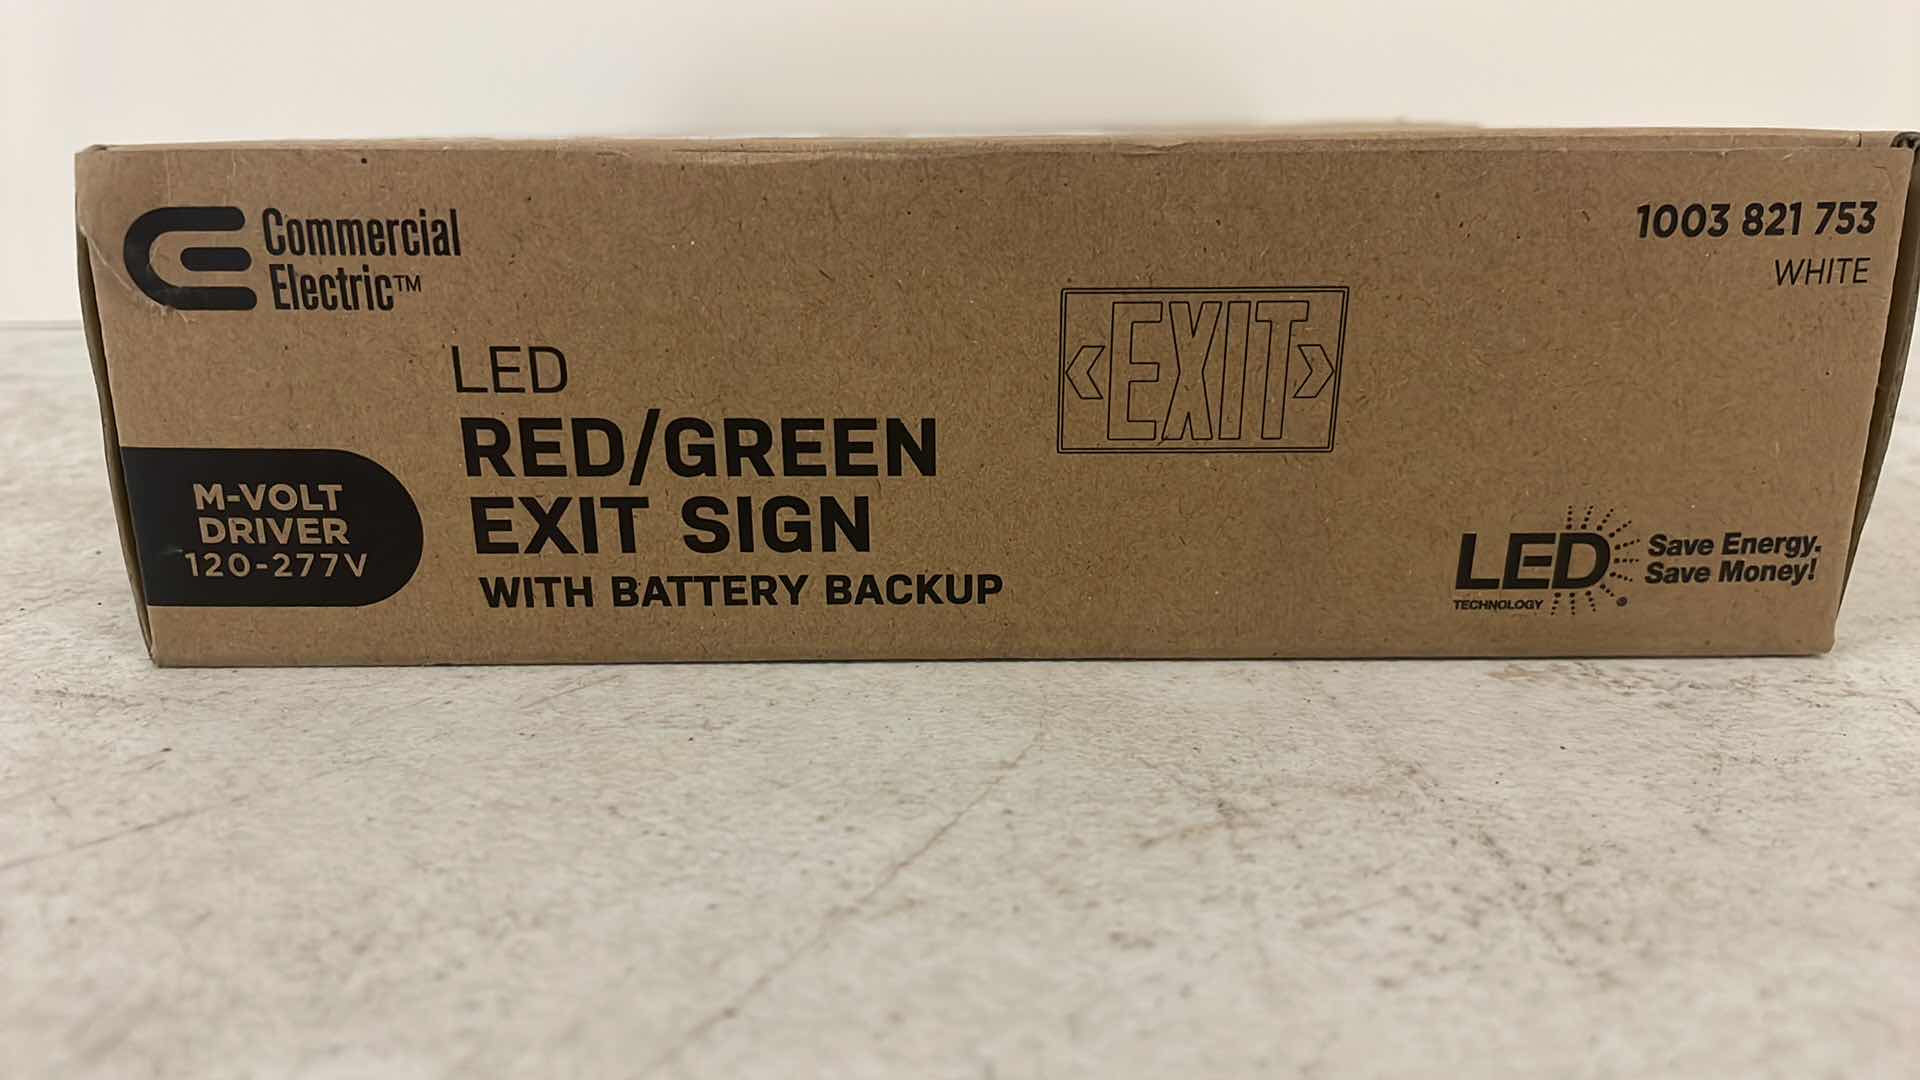 Commercial
Electric™
1003 821 753
WHITE
EXIT
LED
RED/GREEN
EXIT SIGN
WITH BATTERY BACKUP
M-VOLT
DRIVER
120-277V
LED
TECHNOLOGY
Save Energy.
Save Money!